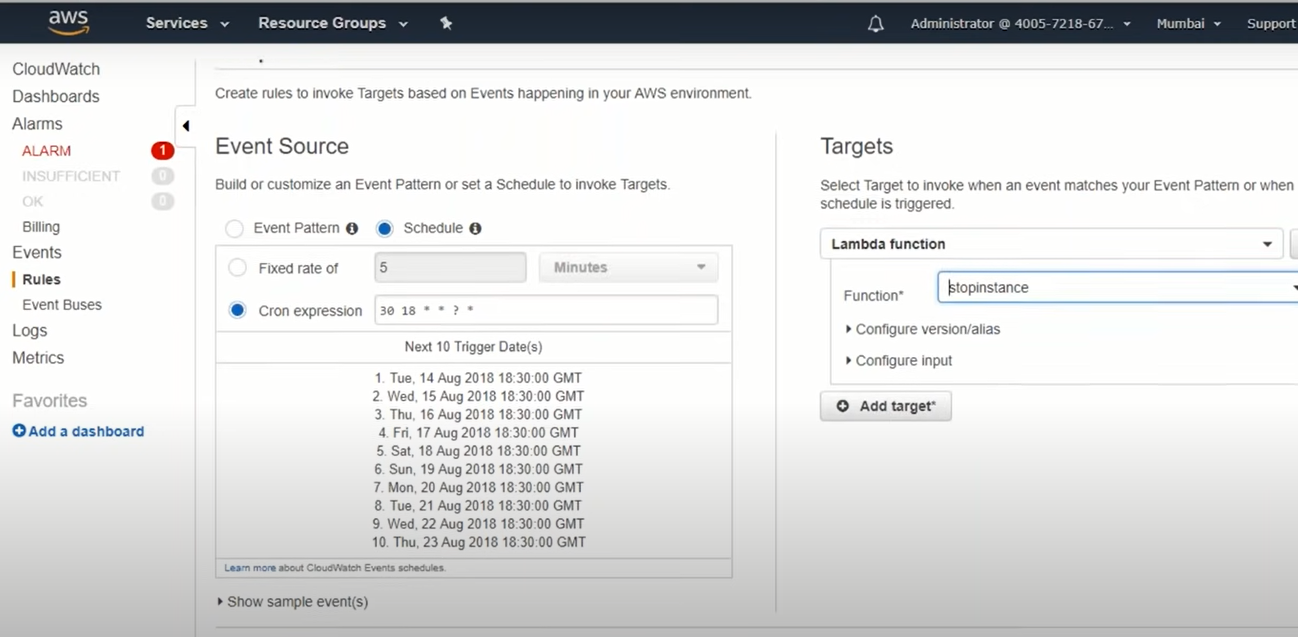 aws Services Resource Groups Administrator @ 4005-7218-67... Mumbai Support
CloudWatch
Dashboards
Alarms
ALARM 1
INSUFFICIENT 0
OK 0
Billing
Events
Rules
Event Buses
Logs
Metrics
Favorites
Add a dashboard
Create rules to invoke Targets based on Events happening in your AWS environment.
Event Source
Build or customize an Event Pattern or set a Schedule to invoke Targets.
Event Pattern Schedule
Fixed rate of 5 Minutes
Cron expression 30 18 * * ? *
Next 10 Trigger Date(s)
1. Tue, 14 Aug 2018 18:30:00 GMT
2. Wed, 15 Aug 2018 18:30:00 GMT
3. Thu, 16 Aug 2018 18:30:00 GMT
4. Fri, 17 Aug 2018 18:30:00 GMT
5. Sat, 18 Aug 2018 18:30:00 GMT
6. Sun, 19 Aug 2018 18:30:00 GMT
7. Mon, 20 Aug 2018 18:30:00 GMT
8. Tue, 21 Aug 2018 18:30:00 GMT
9. Wed, 22 Aug 2018 18:30:00 GMT
10. Thu, 23 Aug 2018 18:30:00 GMT
Learn more about CloudWatch Events schedules.
Show sample event(s)
Targets
Select Target to invoke when an event matches your Event Pattern or when
schedule is triggered.
Lambda function
Function* stopinstance
Configure version/alias
Configure input
Add target*